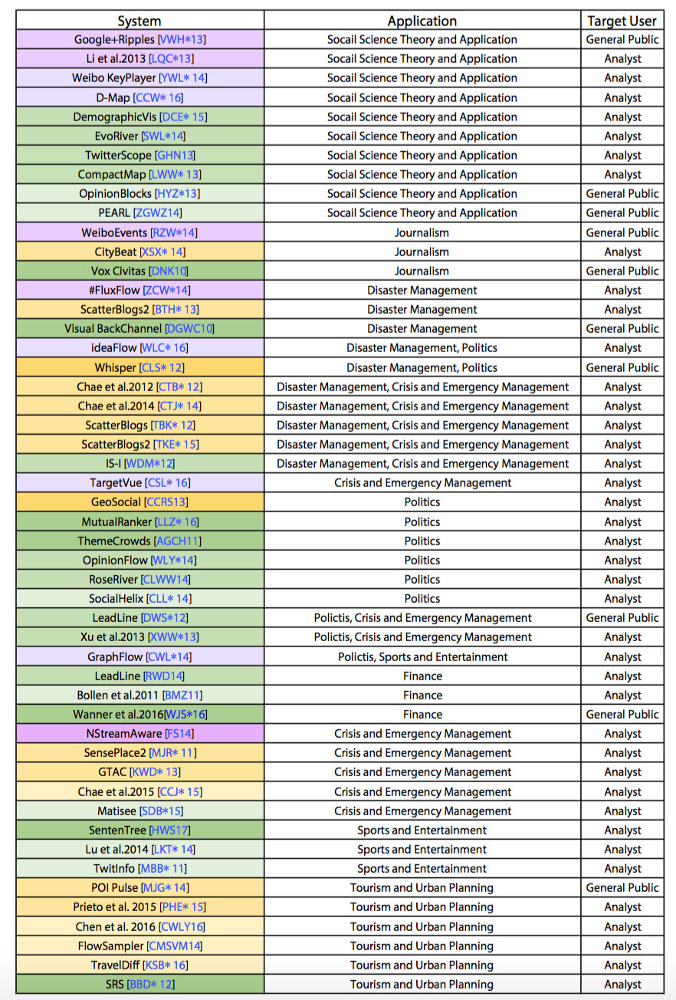 System Application Target User
Google+Ripples [VWH*13] Socail Science Theory and Application General Public
Li et al.2013 [LQC*13] Socail Science Theory and Application Analyst
Weibo KeyPlayer [YWL* 14] Socail Science Theory and Application Analyst
D-Map [CCW* 16] Socail Science Theory and Application Analyst
DemographicVis [DCE* 15] Socail Science Theory and Application Analyst
EvoRiver [SWL*14] Socail Science Theory and Application Analyst
TwitterScope [GHN13] Socail Science Theory and Application Analyst
CompactMap [LWW* 13] Social Science Theory and Application Analyst
OpinionBlocks [HYZ*13] Socail Science Theory and Application General Public
PEARL [ZGWZ14] Socail Science Theory and Application General Public
WeiboEvents [RZW*14] Journalism General Public
CityBeat [XSX* 14] Journalism Analyst
Vox Civitas [DNK10] Journalism General Public
#FluxFlow [ZCW*14] Disaster Management Analyst
ScatterBlogs2 [BTH* 13] Disaster Management Analyst
Visual BackChannel [DGWC10] Disaster Management General Public
ideaFlow [WLC* 16] Disaster Management, Politics Analyst
Whisper [CLS* 12] Disaster Management, Politics General Public
Chae et al.2012 [CTB* 12] Disaster Management, Crisis and Emergency Management Analyst
Chae et al.2014 [CTJ* 14] Disaster Management, Crisis and Emergency Management Analyst
ScatterBlogs [TBK* 12] Disaster Management, Crisis and Emergency Management Analyst
ScatterBlogs2 [TKE* 15] Disaster Management, Crisis and Emergency Management Analyst
IS-I [WDM*12] Disaster Management, Crisis and Emergency Management Analyst
TargetVue [CSL* 16] Crisis and Emergency Management Analyst
GeoSocial [CCRS13] Politics Analyst
MutualRanker [LLZ* 16] Politics Analyst
ThemeCrowds [AGCH11] Politics Analyst
OpinionFlow [WLY*14] Politics Analyst
RoseRiver [CLWW14] Politics Analyst
SocialHelix [CLL* 14] Politics Analyst
LeadLine [DWS*12] Polictis, Crisis and Emergency Management General Public
Xu et al.2013 [XWW*13] Polictis, Crisis and Emergency Management Analyst
GraphFlow [CWL*14] Polictis, Sports and Entertainment Analyst
LeadLine [RWD14] Finance Analyst
Bollen et al.2011 [BMZ11] Finance Analyst
Wanner et al.2016[WJS*16] Finance General Public
NStreamAware [FS14] Crisis and Emergency Management Analyst
SensePlace2 [MJR* 11] Crisis and Emergency Management Analyst
GTAC [KWD* 13] Crisis and Emergency Management Analyst
Chae et al.2015 [CCJ* 15] Crisis and Emergency Management Analyst
Matisee [SDB*15] Crisis and Emergency Management Analyst
SentenTree [HWS17] Sports and Entertainment Analyst
Lu et al.2014 [LKT* 14] Sports and Entertainment Analyst
TwitInfo [MBB* 11] Sports and Entertainment Analyst
POI Pulse [MJG* 14] Tourism and Urban Planning General Public
Prieto et al. 2015 [PHE* 15] Tourism and Urban Planning Analyst
Chen et al. 2016 [CWLY16] Tourism and Urban Planning Analyst
FlowSampler [CMSVM14] Tourism and Urban Planning Analyst
TravelDiff [KSB* 16] Tourism and Urban Planning Analyst
SRS [BBD* 12] Tourism and Urban Planning Analyst